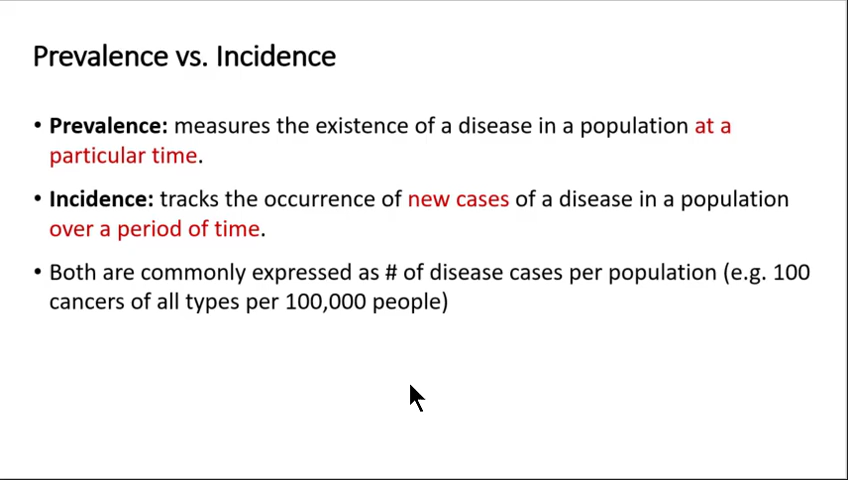 Prevalence vs. Incidence
• Prevalence: measures the existence of a disease in a population at a
particular time.
• Incidence: tracks the occurrence of new cases of a disease in a population
over a period of time.
• Both are commonly expressed as # of disease cases per population (e.g. 100
cancers of all types per 100,000 people)